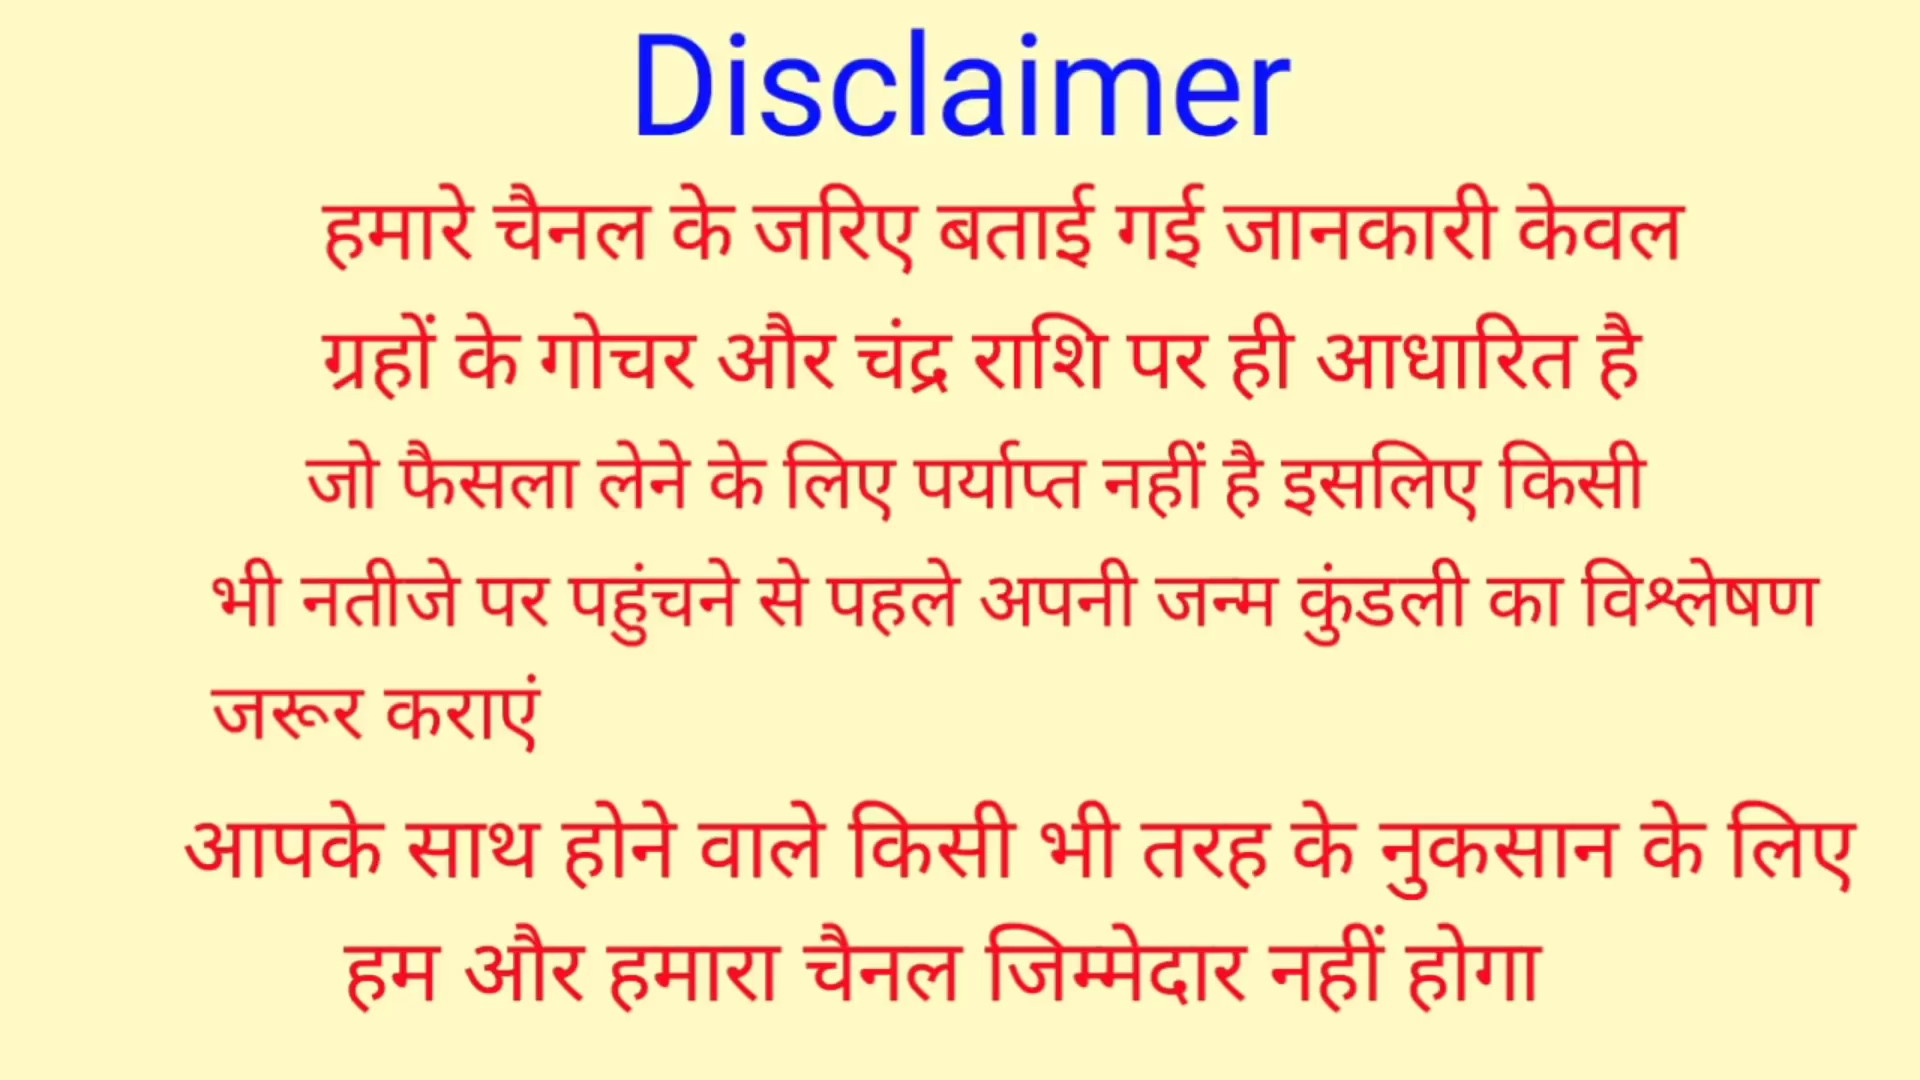 Disclaimer
हमारे चैनल के जरिए बताई गई जानकारी केवल
ग्रहों के गोचर और चंद्र राशि पर ही आधारित है
जो फैसला लेने के लिए पर्याप्त नहीं है इसलिए किसी
भी नतीजे पर पहुंचने से पहले अपनी जन्म कुंडली का विश्लेषण
जरूर कराएं
आपके साथ होने वाले किसी भी तरह के नुकसान के लिए
हम और हमारा चैनल जिम्मेदार नहीं होगा